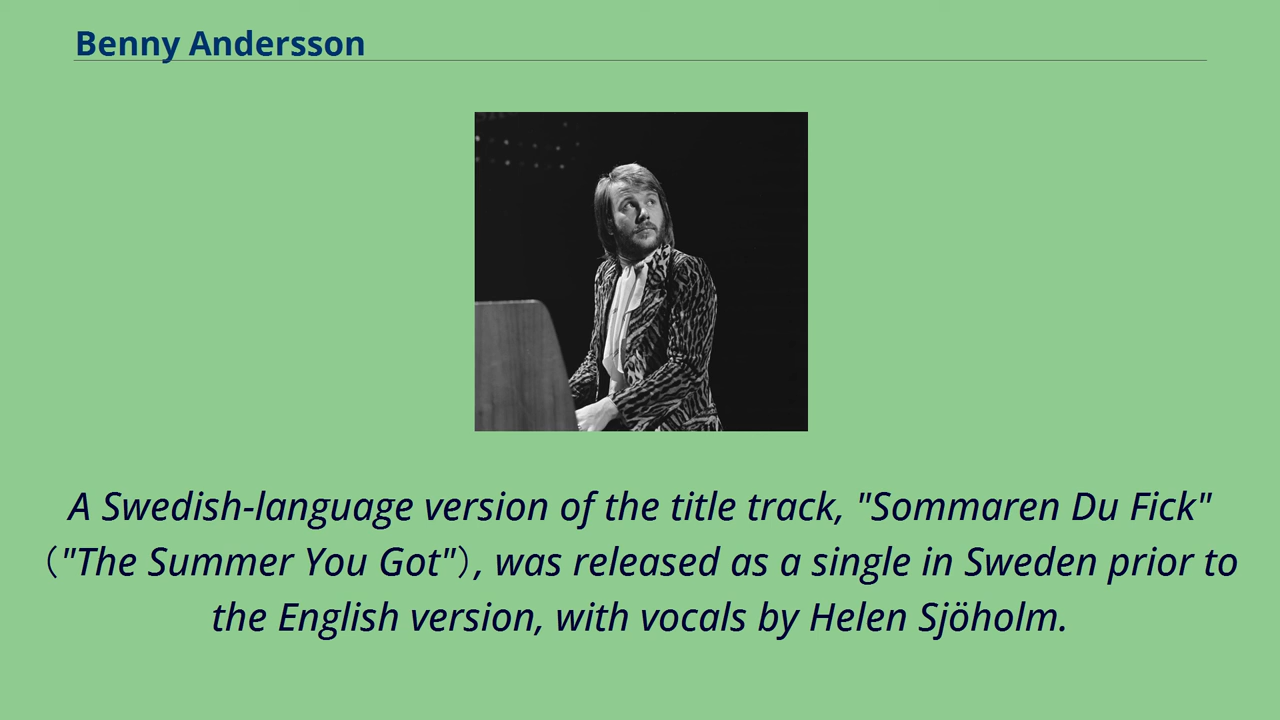 Benny Andersson
A Swedish-language version of the title track, "Sommaren Du Fick"
（"The Summer You Got"）, was released as a single in Sweden prior to
the English version, with vocals by Helen Sjöholm.